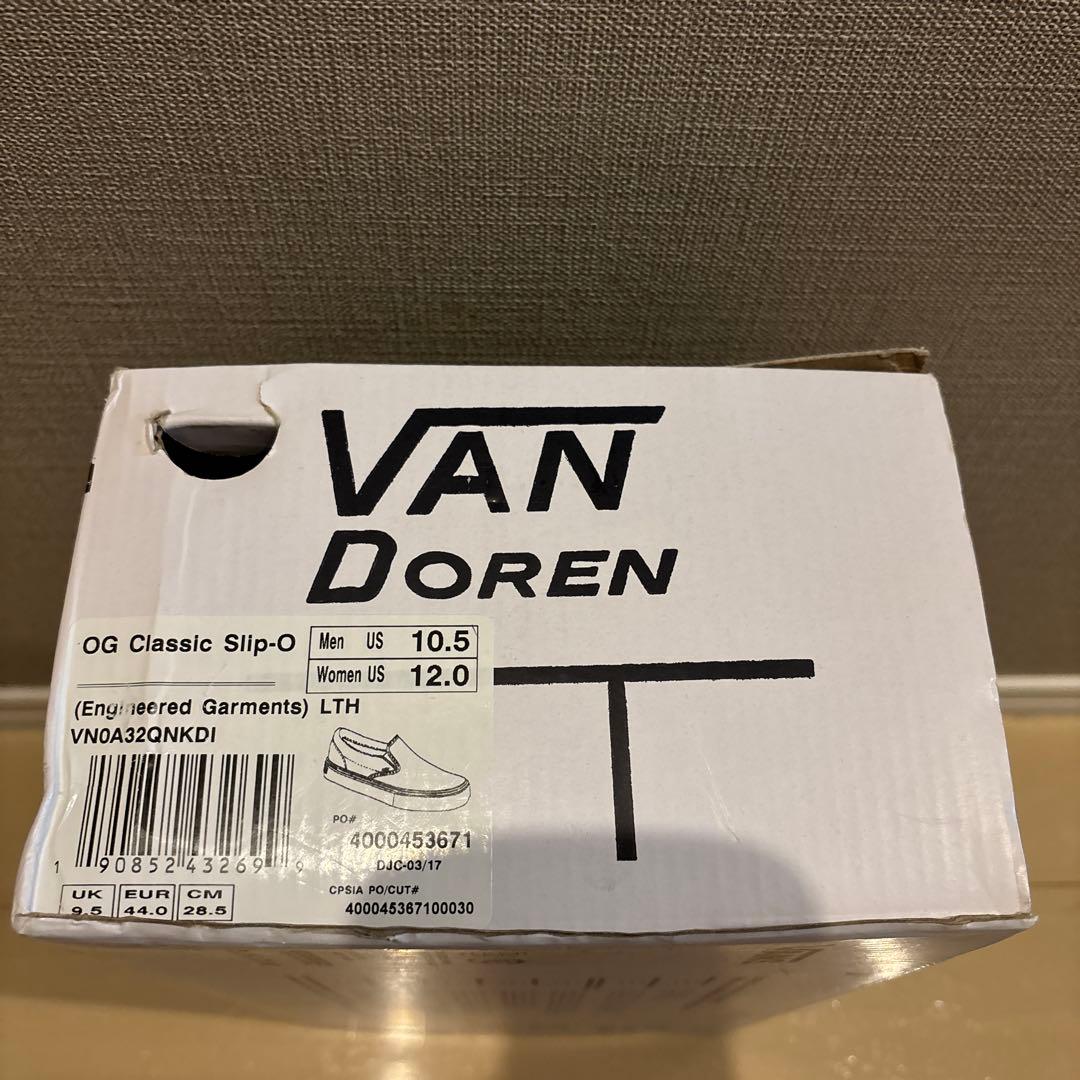 VAN
DOREN
OG Classic Slip-O
Men US 10.5
Women US 12.0
(Engineered Garments) LTH
VN0A32QNKDI
PO#
4000453671
DJC-03/17
1 90852 43269 9
CPSIA PO/CUT#
400045367100030
UK EUR CM
9.5 44.0 28.5